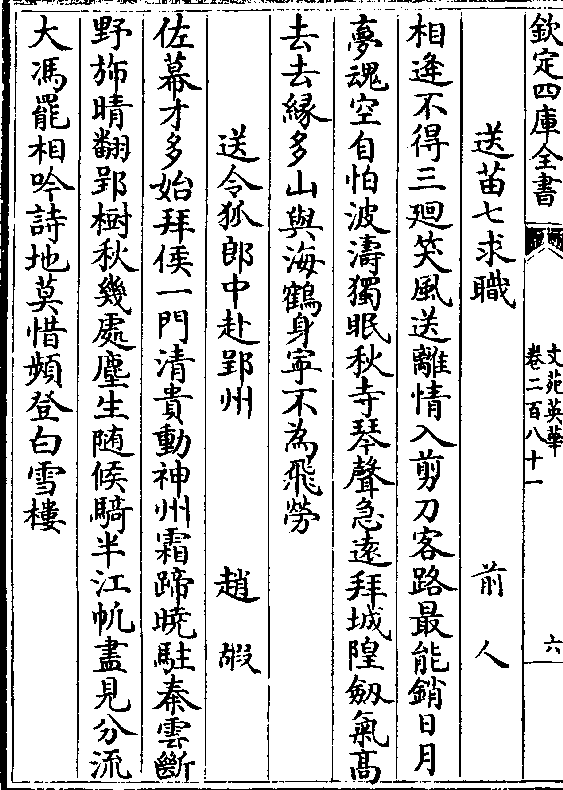 欽定四庫全書
文苑英華
卷二百八十一
六
送苗七求職
前人
相逢不得三廻笑風送離情入剪刀客路最能銷日月
夢魂空自怕波濤獨眠秋寺琴聲急遠拜城隍劔氣髙
去去縁多山與海鶴身寜不為飛勞
送令狐郎中赴郢州
趙嘏
佐幕才多始拜侯一門清貴動神州霜蹄曉駐秦雲斷
野斾晴翻郢樹秋幾處塵生随候騎半江帆盡見分流
大馮罷相吟詩地莫惜頻登白雪樓